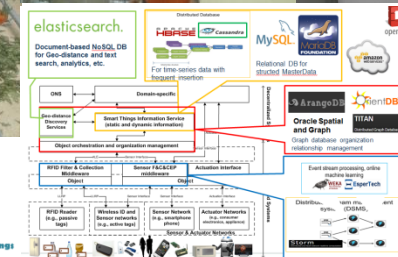 elasticsearch.
Document-based NoSQL DB
for Geo-distance and text
search, analytics, etc.
Distributed Database
APACHE
HBASE
Cassandra
For time-series data with
frequent insertion
MySQL
MariaDB
FOUNDATION
Relational DB for
structed MasterData
amazon
ONS
Domain-specific
Geo-distance
Discovery
Services
Smart Things Information Service
(static and dynamic information)
Object orchestration and organization management
RFID Filter & Collection
Middleware
Sensor FAC&CEP
middleware
Actuation interface
RFID Reader
(e.g., passive
tags)
Wireless ID and
Sensor networks
(e.g., active tags)
Sensor Network
(e.g., smartphone
phone)
Actuator Networks
(e.g., consumer
electronics, appliance)
Sensor & Actuator Networks
ArangoDB
OrientDB
Oracle Spatial
and Graph
TITAN
Graph database organization
relationship management
Event stream processing, online
machine learning
WEKA
EsperTech
(DSMS,
Storm